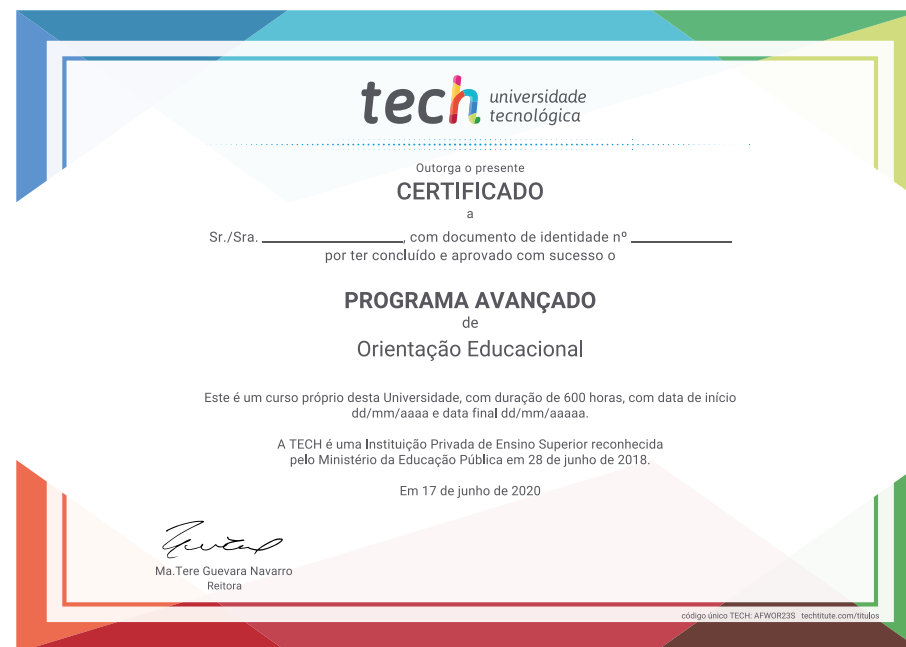 tech universidade
tecnológica
Outorga o presente
CERTIFICADO
a
Sr./Sra. ____________, com documento de identidade nº ____________
por ter concluído e aprovado com sucesso o
PROGRAMA AVANÇADO
de
Orientação Educacional
Este é um curso próprio desta Universidade, com duração de 600 horas, com data de início
dd/mm/aaaa e data final dd/mm/aaaaa.
A TECH é uma Instituição Privada de Ensino Superior reconhecida
pelo Ministério da Educação Pública em 28 de junho de 2018.
Em 17 de junho de 2020
Ma.Tere Guevara Navarro
Reitora
código único TECH: AFWOR23S techtitute.com/titulos